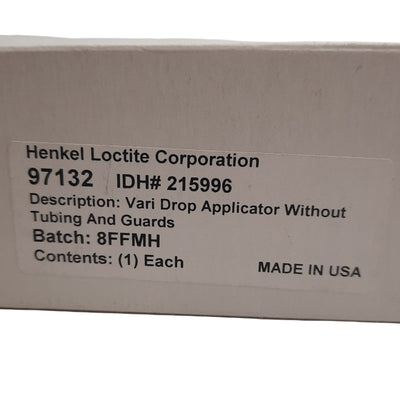 Henkel Loctite Corporation
97132 IDH# 215996
Description: Vari Drop Applicator Without
Tubing And Guards
Batch: 8FFMH
Contents: (1) Each MADE IN USA